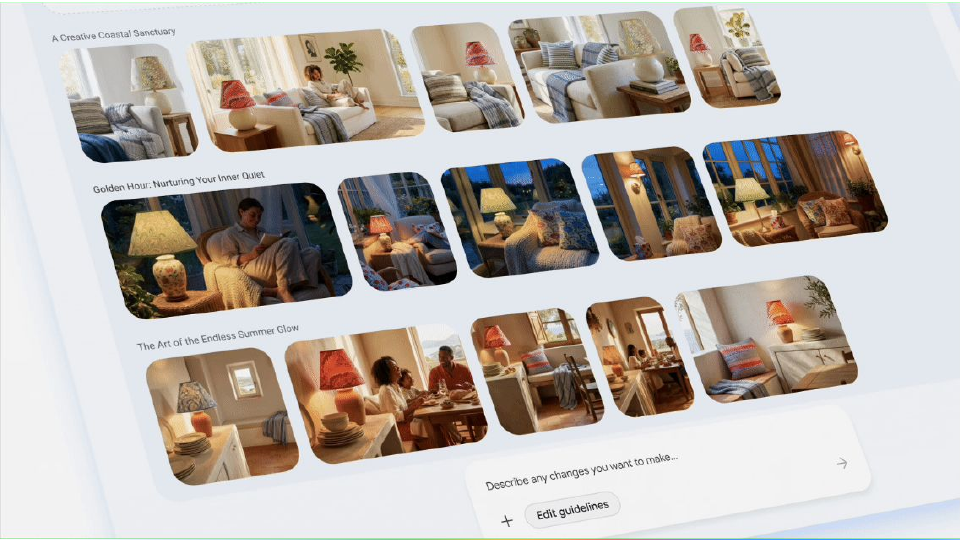 A Creative Coastal Sanctuary
Golden Hour: Nurturing Your Inner Quiet
The Art of the Endless Summer Glow
Describe any changes you want to make...
Edit guidelines